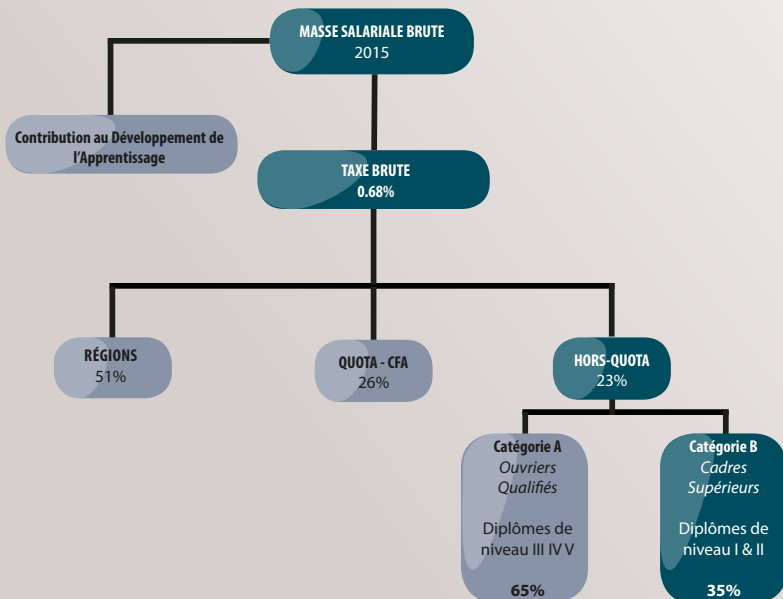 MASSE SALARIALE BRUTE
2015
Contribution au Développement de
l'Apprentissage
TAXE BRUTE
0.68%
RÉGIONS
51%
QUOTA - CFA
26%
HORS-QUOTA
23%
Catégorie A
Ouvriers
Qualifiés
Diplômes de
niveau III IV V
65%
Catégorie B
Cadres
Supérieurs
Diplômes de
niveau I & II
35%